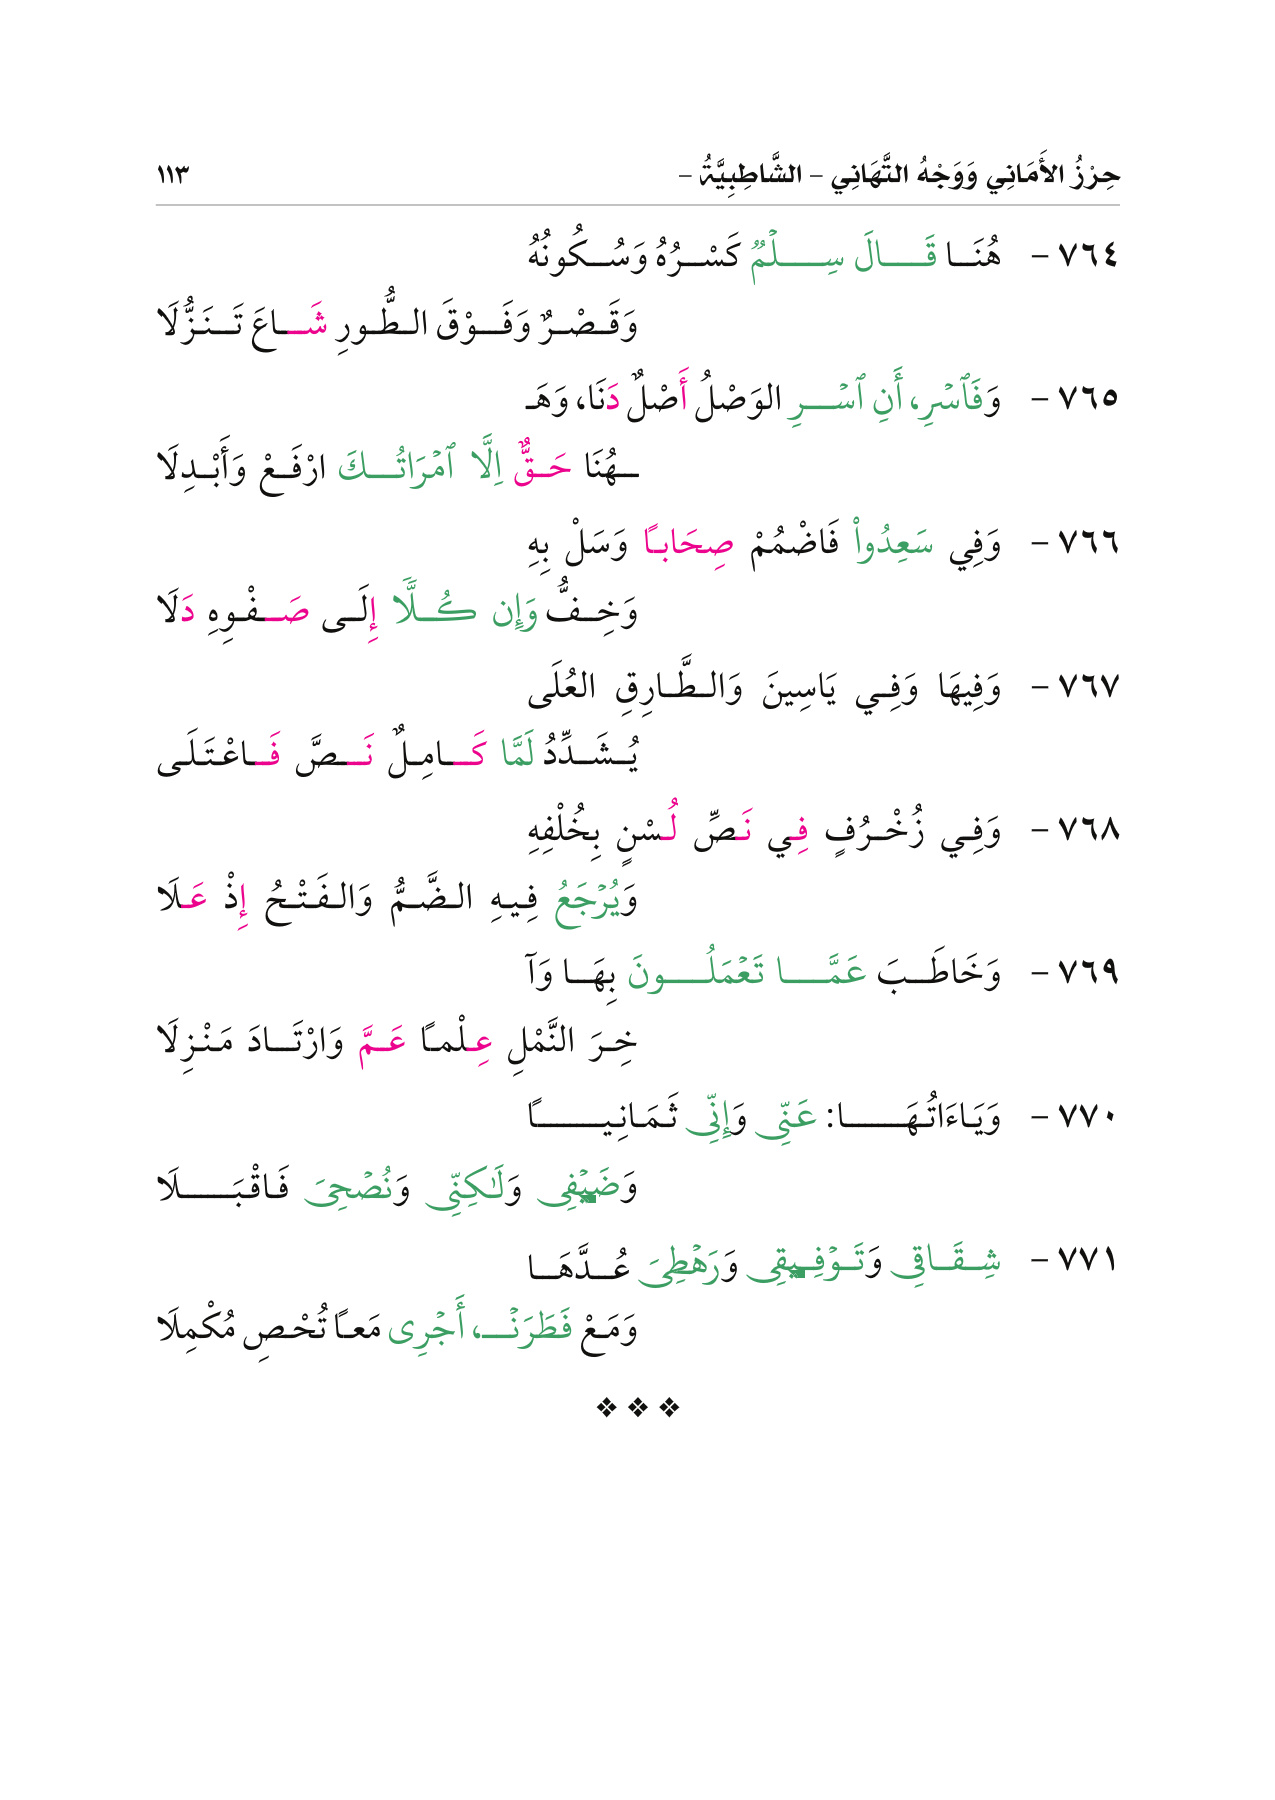 حِرْزُ الأَمَانِي وَوَجْهُ التَّهَانِي – الشَّاطِبِيَّةُ – ١١٣
٧٦٤ – هُنَا قَالَ سِلْمٌ كَسْرُهُ وَسُكُونُهُ
وَقَصْرٌ وَفَوْقَ الطُّورِ شَاعَ تَنَزُّلَا
٧٦٥ – وَفَٱسْرِ، أَنِ ٱسْرِ الوَصْلُ أَصْلٌ دَنَا، وَهَـ
ـهُنَا حَقٌّ اِلَّا ٱمْرَاتُكَ ارْفَعْ وَأَبْدِلَا
٧٦٦ – وَفِي سَعِدُواْ فَاضْمُمْ صِحَابًا وَسَلْ بِهِ
وَخِفُّ وَإِن كُلًّا إِلَى صَفْوِهِ دَلَا
٧٦٧ – وَفِيهَا وَفِي يَاسِينَ وَالطَّارِقِ العُلَى
يُشَدِّدُ لَمَّا كَامِلٌ نَصَّ فَاعْتَلَى
٧٦٨ – وَفِي زُخْرُفٍ فِي نَصِّ لُسْنٍ بِخُلْفِهِ
وَيُرْجَعُ فِيهِ الضَّمُّ وَالفَتْحُ إِذْ عَلَا
٧٦٩ – وَخَاطَبَ عَمَّا تَعْمَلُونَ بِهَا وَآ
خِرَ النَّمْلِ عِلْمًا عَمَّ وَارْتَادَ مَنْزِلَا
٧٧٠ – وَيَاءَاتُهَا: عَنِّى وَإِنِّى ثَمَانِيًا
وَضَيْفِى وَلَٰكِنِّى وَنُصْحِىَ فَاقْبَلَا
٧٧١ – شِقَاقِى وَتَوْفِيقِى وَرَهْطِىَ عُدَّهَا
وَمَعْ فَطَرَنْـ، أَجْرِى مَعًا تُحْصِ مُكْمِلَا